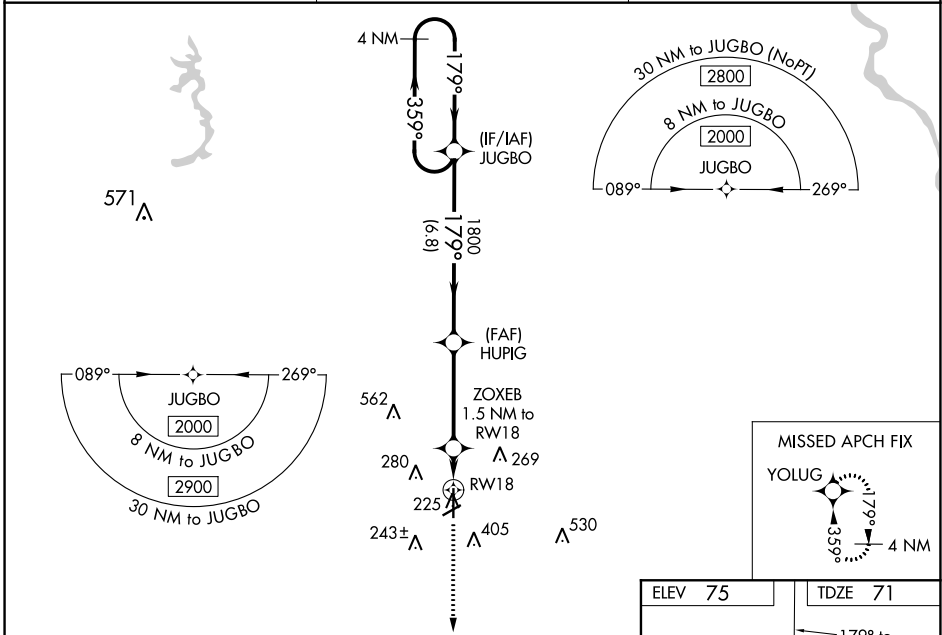 4 NM
179°
359°
(IF/IAF)
JUGBO
30 NM to JUGBO (NoPT)
2800
8 NM to JUGBO
2000
JUGBO
089°
269°
571
1800
179°
(6.8)
(FAF)
HUPIG
089°
269°
JUGBO
2000
8 NM to JUGBO
2900
30 NM to JUGBO
562
ZOXEB
1.5 NM to
RW18
269
280
RW18
225
243±
405
530
MISSED APCH FIX
YOLUG
179°
359°
4 NM
ELEV 75
TDZE 71
179° to